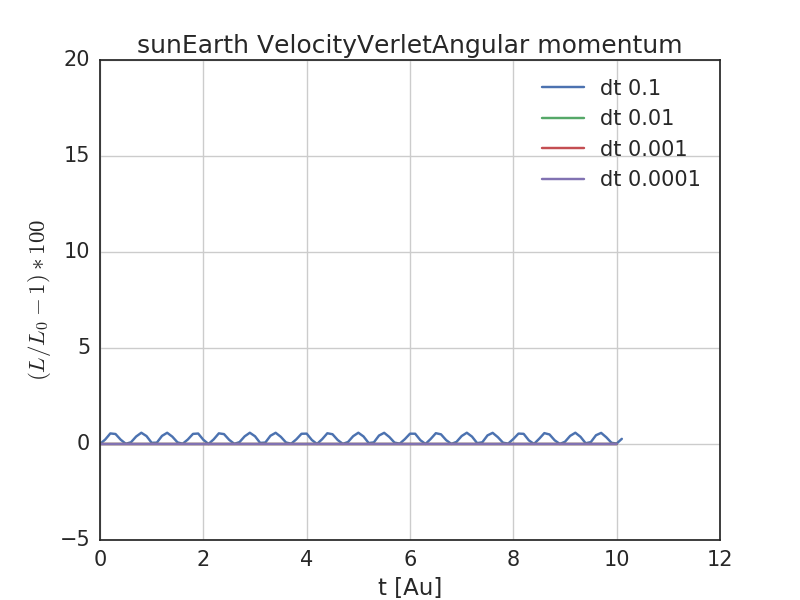 sunEarth VelocityVerletAngular momentum
20
15
10
5
0
−5
(L/L₀ − 1) ∗ 100
dt 0.1
dt 0.01
dt 0.001
dt 0.0001
0 2 4 6 8 10 12
t [Au]